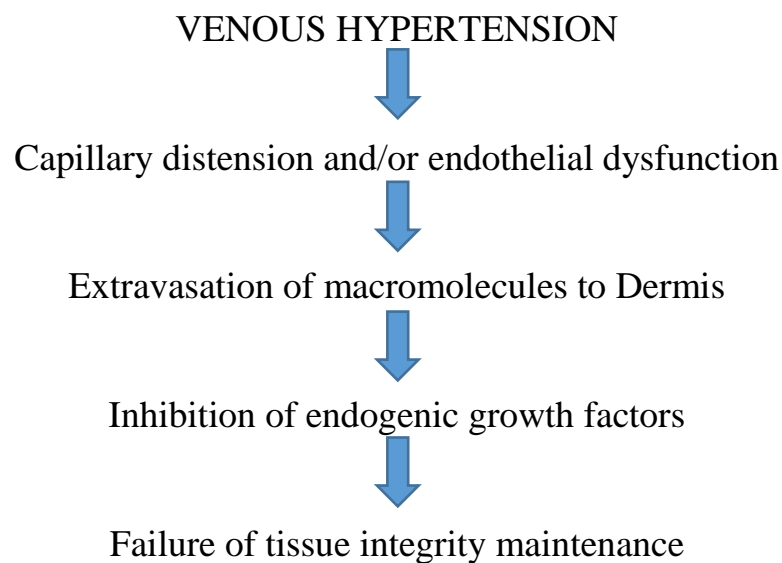 VENOUS HYPERTENSION
Capillary distension and/or endothelial dysfunction
Extravasation of macromolecules to Dermis
Inhibition of endogenic growth factors
Failure of tissue integrity maintenance